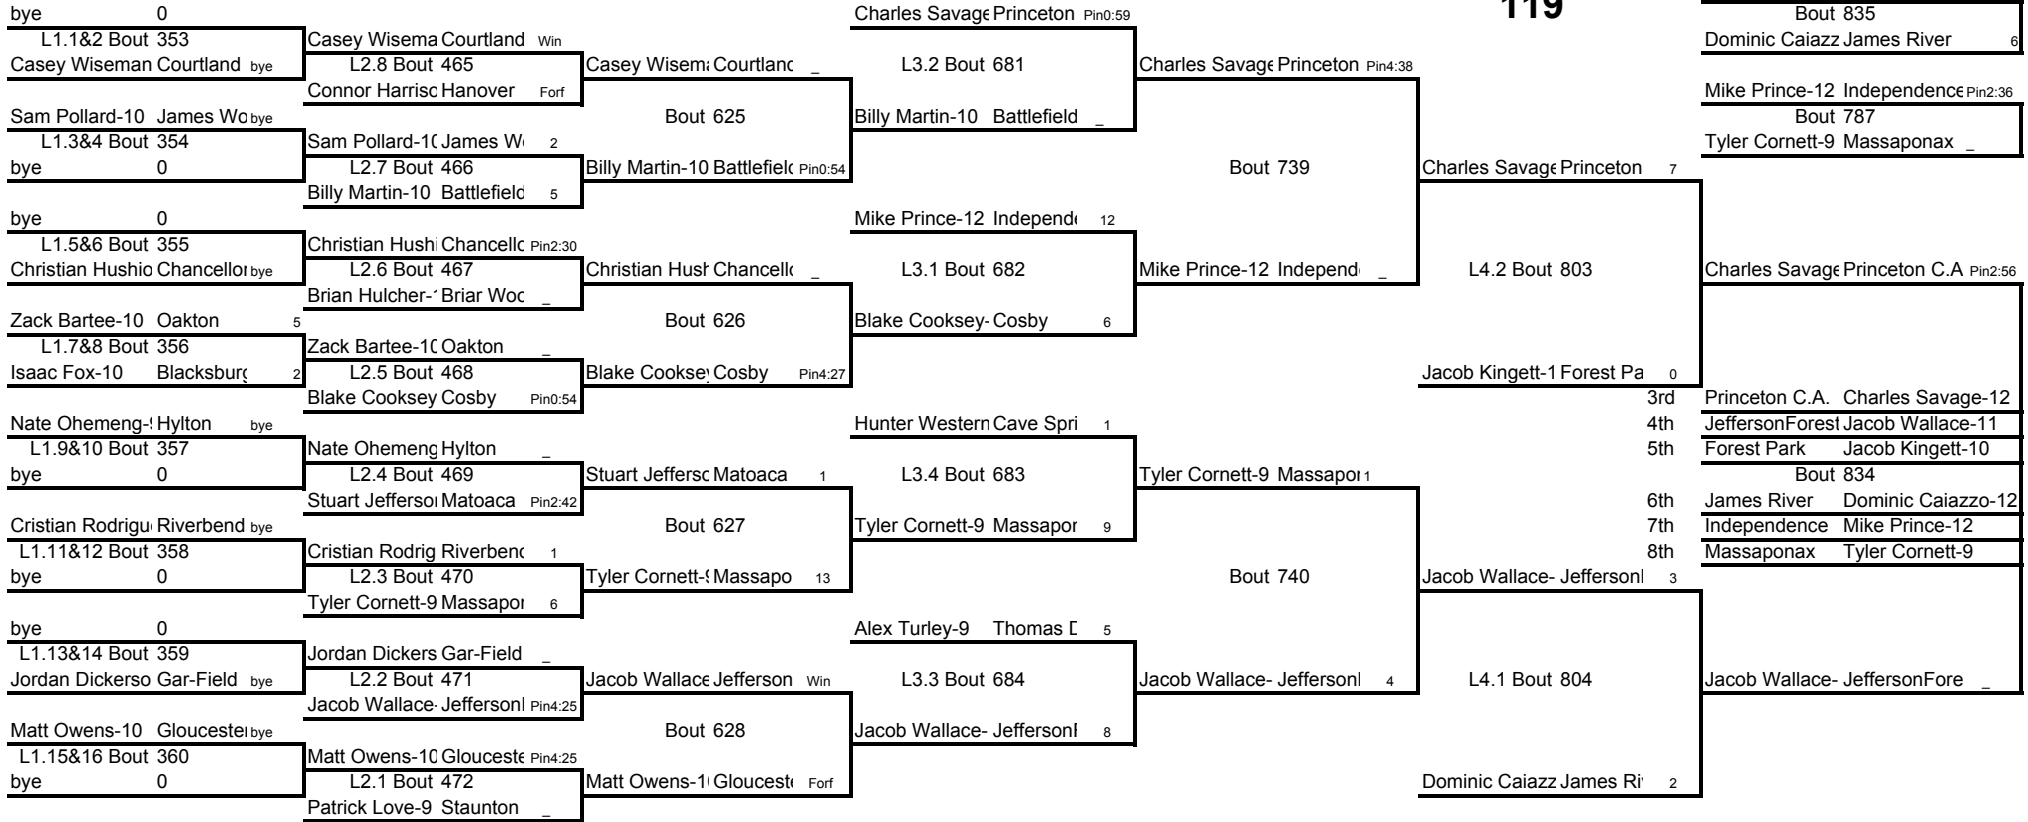 bye 0
L1.1&2 Bout 353
Casey Wiseman Courtland bye
Sam Pollard-10 James Wo bye
L1.3&4 Bout 354
bye 0
bye 0
L1.5&6 Bout 355
Christian Hushio Chancellor bye
Zack Bartee-10 Oakton 5
L1.7&8 Bout 356
Isaac Fox-10 Blacksburg 2
Nate Ohemeng-9 Hylton bye
L1.9&10 Bout 357
bye 0
Cristian Rodrigu Riverbend bye
L1.11&12 Bout 358
bye 0
bye 0
L1.13&14 Bout 359
Jordan Dickerso Gar-Field bye
Matt Owens-10 Gloucester bye
L1.15&16 Bout 360
bye 0
Casey Wisema Courtland Win
L2.8 Bout 465
Connor Harrisc Hanover Forf
Sam Pollard-10 James W 2
L2.7 Bout 466
Billy Martin-10 Battlefield 5
Christian Hushi Chancello Pin2:30
L2.6 Bout 467
Brian Hulcher-1 Briar Woo _
Zack Bartee-10 Oakton _
L2.5 Bout 468
Blake Cooksey Cosby Pin0:54
Nate Ohemeng Hylton _
L2.4 Bout 469
Stuart Jefferson Matoaca Pin2:42
Cristian Rodrig Riverbend 1
L2.3 Bout 470
Tyler Cornett-9 Massapon 6
Jordan Dickers Gar-Field _
L2.2 Bout 471
Jacob Wallace- Jefferson Pin4:25
Matt Owens-10 Glouceste Pin4:25
L2.1 Bout 472
Patrick Love-9 Staunton _
Casey Wisema Courtland _
Bout 625
Billy Martin-10 Battlefield Pin0:54
Christian Hush Chancello _
Bout 626
Blake Cooksey Cosby Pin4:27
Stuart Jefferso Matoaca 1
Bout 627
Tyler Cornett-9 Massapo 13
Jacob Wallace Jefferson Win
Bout 628
Matt Owens-10 Glouceste Forf
Charles Savage Princeton Pin0:59
L3.2 Bout 681
Billy Martin-10 Battlefield _
Mike Prince-12 Independe 12
L3.1 Bout 682
Blake Cooksey- Cosby 6
Hunter Western Cave Spri 1
L3.4 Bout 683
Tyler Cornett-9 Massapon 9
Alex Turley-9 Thomas D 5
L3.3 Bout 684
Jacob Wallace- JeffersonF 8
Charles Savage Princeton Pin4:38
Bout 739
Mike Prince-12 Independe _
Tyler Cornett-9 Massapon 1
Bout 740
Jacob Wallace- Jefferson 4
119
Charles Savage Princeton 7
L4.2 Bout 803
Jacob Kingett-1 Forest Pa 0
Jacob Wallace- Jefferson 3
L4.1 Bout 804
Dominic Caiazz James Ri 2
Bout 835
Dominic Caiazz James River 6
Mike Prince-12 Independence Pin2:36
Bout 787
Tyler Cornett-9 Massaponax _
Charles Savage Princeton C.A Pin2:56
3rd Princeton C.A. Charles Savage-12
4th JeffersonForest Jacob Wallace-11
5th Forest Park Jacob Kingett-10
Bout 834
6th James River Dominic Caiazzo-12
7th Independence Mike Prince-12
8th Massaponax Tyler Cornett-9
Jacob Wallace- JeffersonFore _